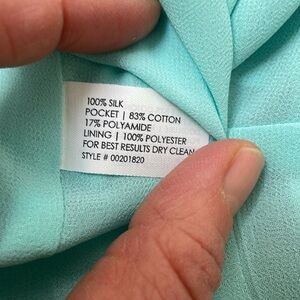 100% SILK
POCKET | 83% COTTON
17% POLYAMIDE
LINING | 100% POLYESTER
FOR BEST RESULTS DRY CLEAN
STYLE # 00201820